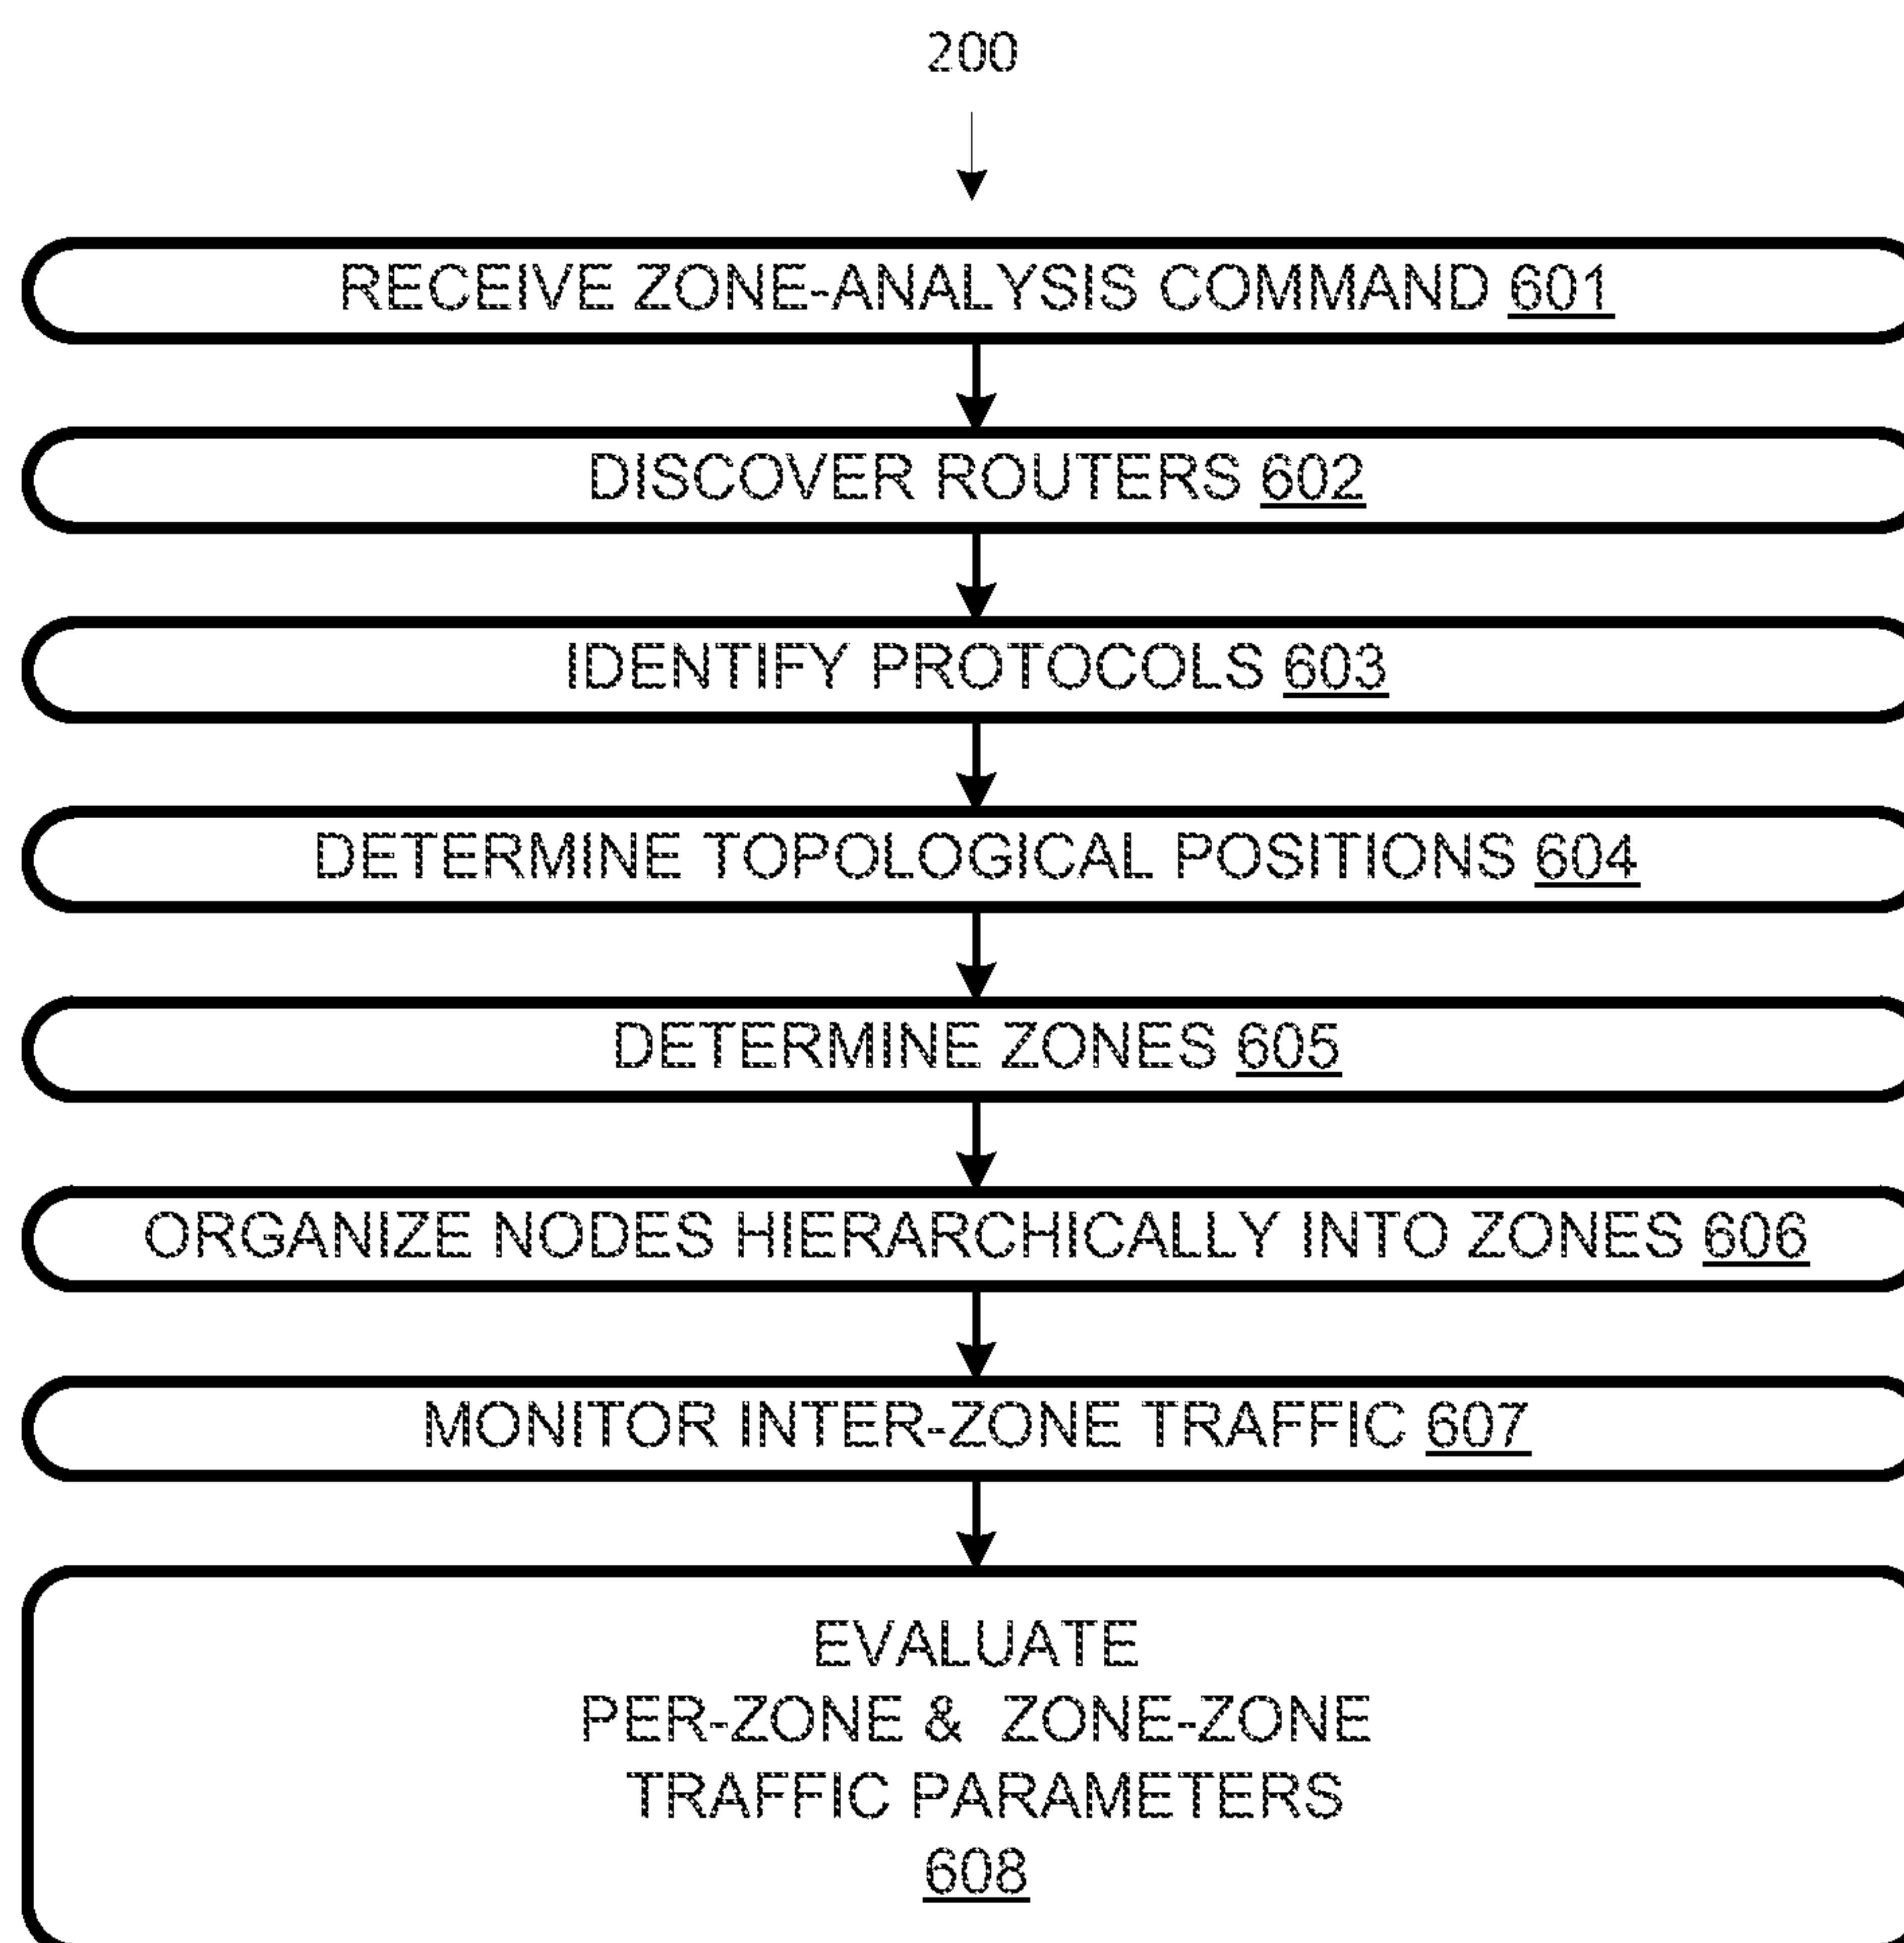 200
RECEIVE ZONE-ANALYSIS COMMAND 601
DISCOVER ROUTERS 602
IDENTIFY PROTOCOLS 603
DETERMINE TOPOLOGICAL POSITIONS 604
DETERMINE ZONES 605
ORGANIZE NODES HIERARCHICALLY INTO ZONES 606
MONITOR INTER-ZONE TRAFFIC 607
EVALUATE
PER-ZONE & ZONE-ZONE
TRAFFIC PARAMETERS
608